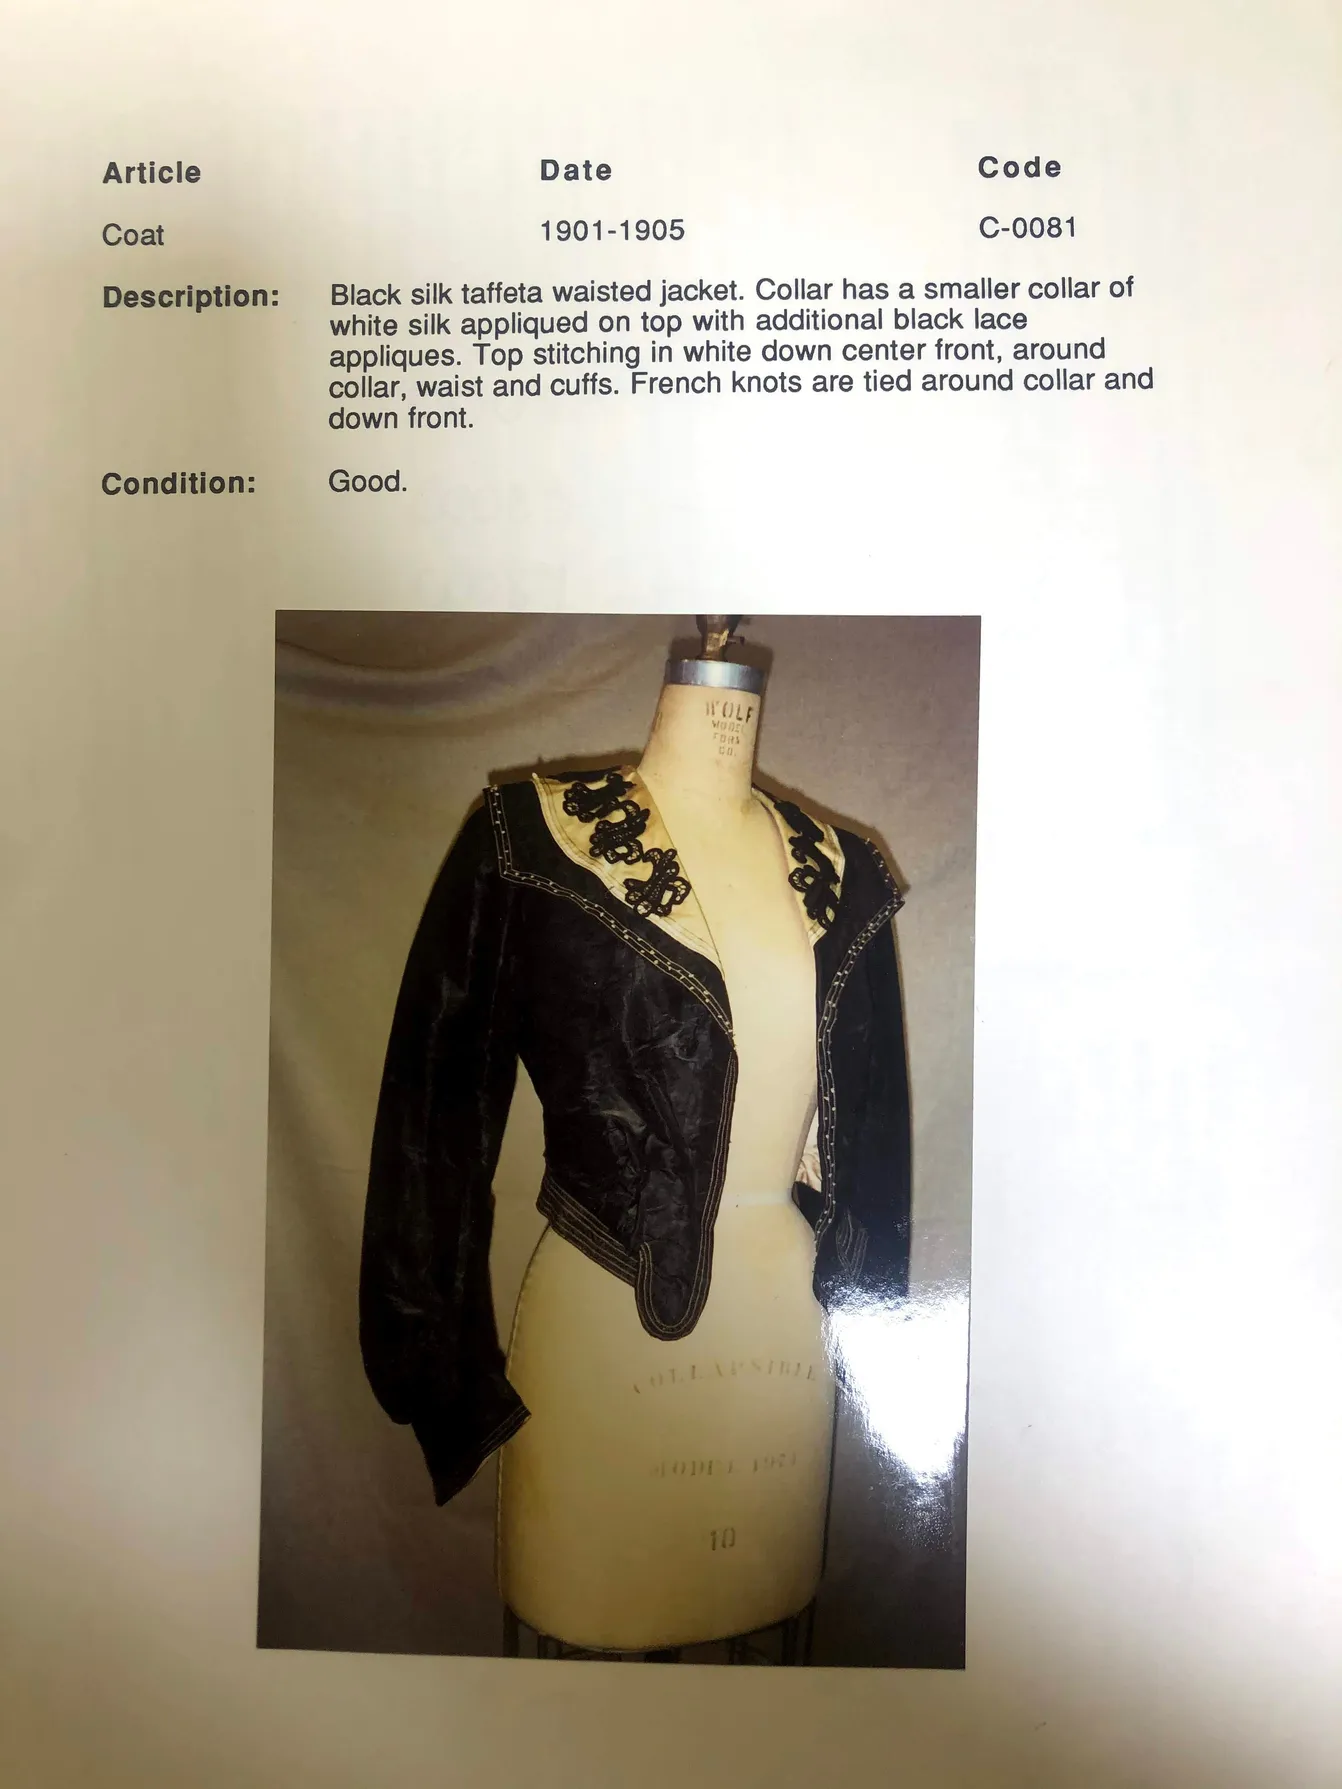 Article Date Code
Coat 1901-1905 C-0081
Description: Black silk taffeta waisted jacket. Collar has a smaller collar of
white silk appliqued on top with additional black lace
appliques. Top stitching in white down center front, around
collar, waist and cuffs. French knots are tied around collar and
down front.
Condition: Good.
WOLF
MODEL
FORM
CO.
COLLAPSIBLE
MODEL 1971
10